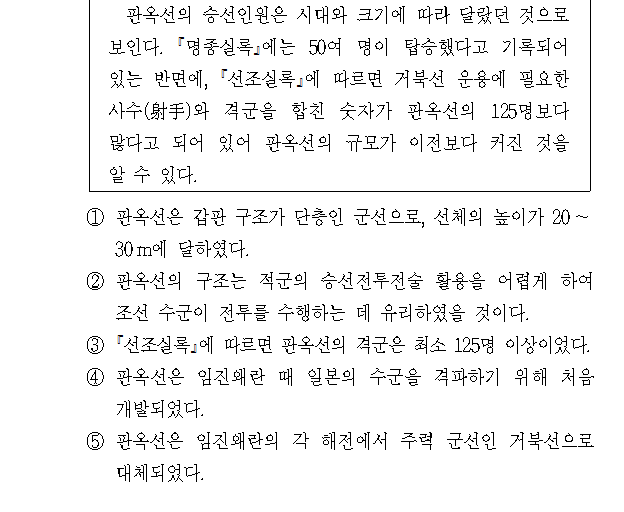 판옥선의 승선인원은 시대와 크기에 따라 달랐던 것으로
보인다. 『명종실록』에는 50여 명이 탑승했다고 기록되어
있는 반면에, 『선조실록』에 따르면 거북선 운용에 필요한
사수(射手)와 격군을 합친 숫자가 판옥선의 125명보다
많다고 되어 있어 판옥선의 규모가 이전보다 커진 것을
알 수 있다.
① 판옥선은 갑판 구조가 단층인 군선으로, 선체의 높이가 20～
30m에 달하였다.
② 판옥선의 구조는 적군의 승선전투전술 활용을 어렵게 하여
조선 수군이 전투를 수행하는 데 유리하였을 것이다.
③ 『선조실록』에 따르면 판옥선의 격군은 최소 125명 이상이었다.
④ 판옥선은 임진왜란 때 일본의 수군을 격파하기 위해 처음
개발되었다.
⑤ 판옥선은 임진왜란의 각 해전에서 주력 군선인 거북선으로
대체되었다.